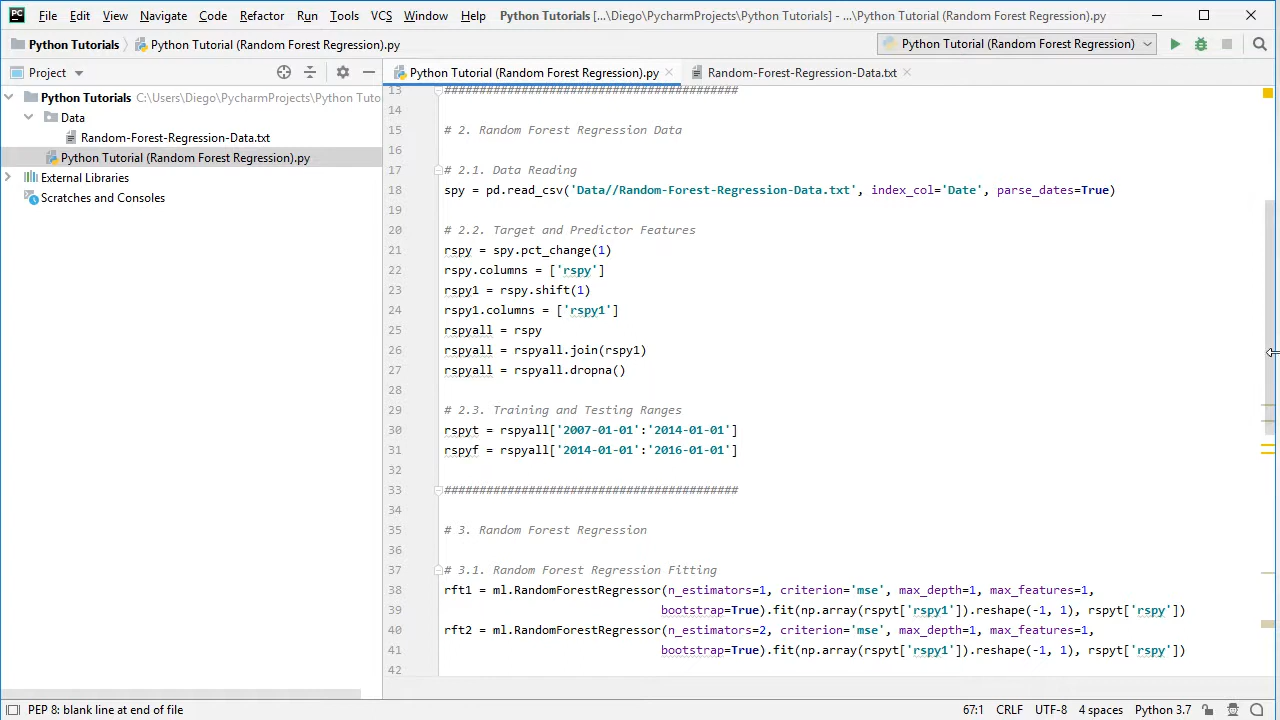 PC File Edit View Navigate Code Refactor Run Tools VCS Window Help Python Tutorials [...\Diego\PycharmProjects\Python Tutorials] - ...\Python Tutorial (Random Forest Regression).py
Python Tutorials Python Tutorial (Random Forest Regression).py Python Tutorial (Random Forest Regression)
Project Python Tutorial (Random Forest Regression).py Random-Forest-Regression-Data.txt
Python Tutorials C:\Users\Diego\PycharmProjects\Python Tuto
Data
Random-Forest-Regression-Data.txt
Python Tutorial (Random Forest Regression).py
External Libraries
Scratches and Consoles
13 ##########################################
14
15 # 2. Random Forest Regression Data
16
17 # 2.1. Data Reading
18 spy = pd.read_csv('Data//Random-Forest-Regression-Data.txt', index_col='Date', parse_dates=True)
19
20 # 2.2. Target and Predictor Features
21 rspy = spy.pct_change(1)
22 rspy.columns = ['rspy']
23 rspy1 = rspy.shift(1)
24 rspy1.columns = ['rspy1']
25 rspyall = rspy
26 rspyall = rspyall.join(rspy1)
27 rspyall = rspyall.dropna()
28
29 # 2.3. Training and Testing Ranges
30 rspyt = rspyall['2007-01-01':'2014-01-01']
31 rspyf = rspyall['2014-01-01':'2016-01-01']
32
33 ##########################################
34
35 # 3. Random Forest Regression
36
37 # 3.1. Random Forest Regression Fitting
38 rft1 = ml.RandomForestRegressor(n_estimators=1, criterion='mse', max_depth=1, max_features=1,
39 bootstrap=True).fit(np.array(rspyt['rspy1']).reshape(-1, 1), rspyt['rspy'])
40 rft2 = ml.RandomForestRegressor(n_estimators=2, criterion='mse', max_depth=1, max_features=1,
41 bootstrap=True).fit(np.array(rspyt['rspy1']).reshape(-1, 1), rspyt['rspy'])
42
PEP 8: blank line at end of file 67:1 CRLF UTF-8 4 spaces Python 3.7